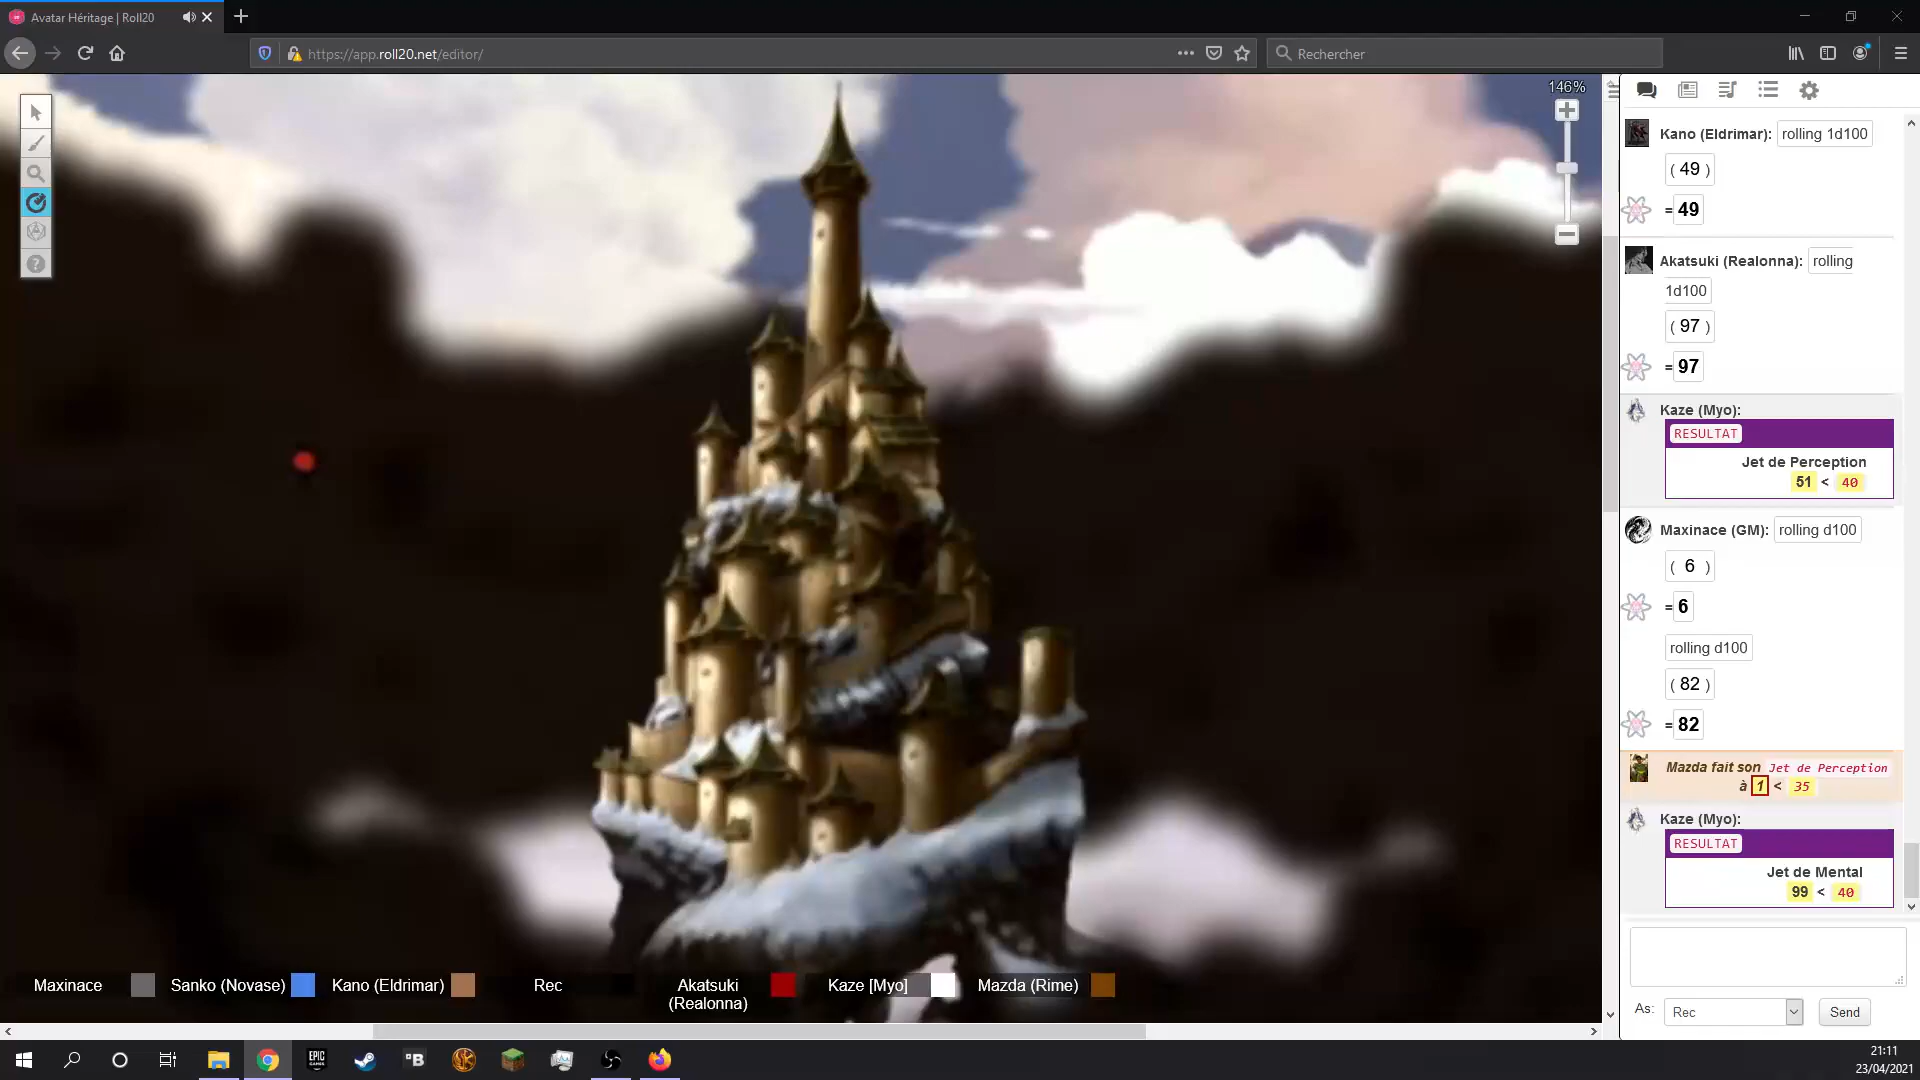 Avatar Héritage | Roll20
https://app.roll20.net/editor/
Rechercher
146%
Kano (Eldrimar): rolling 1d100
( 49 )
= 49
Akatsuki (Realonna): rolling
1d100
( 97 )
= 97
Kaze (Myo):
RESULTAT
Jet de Perception
51 < 40
Maxinace (GM): rolling d100
( 6 )
= 6
rolling d100
( 82 )
= 82
Mazda fait son Jet de Perception
à 1 < 35
Kaze (Myo):
RESULTAT
Jet de Mental
99 < 40
Maxinace
Sanko (Novase)
Kano (Eldrimar)
Rec
Akatsuki
(Realonna)
Kaze [Myo]
Mazda (Rime)
As: Rec Send
EPIC
GAMES
B
21:11
23/04/2021